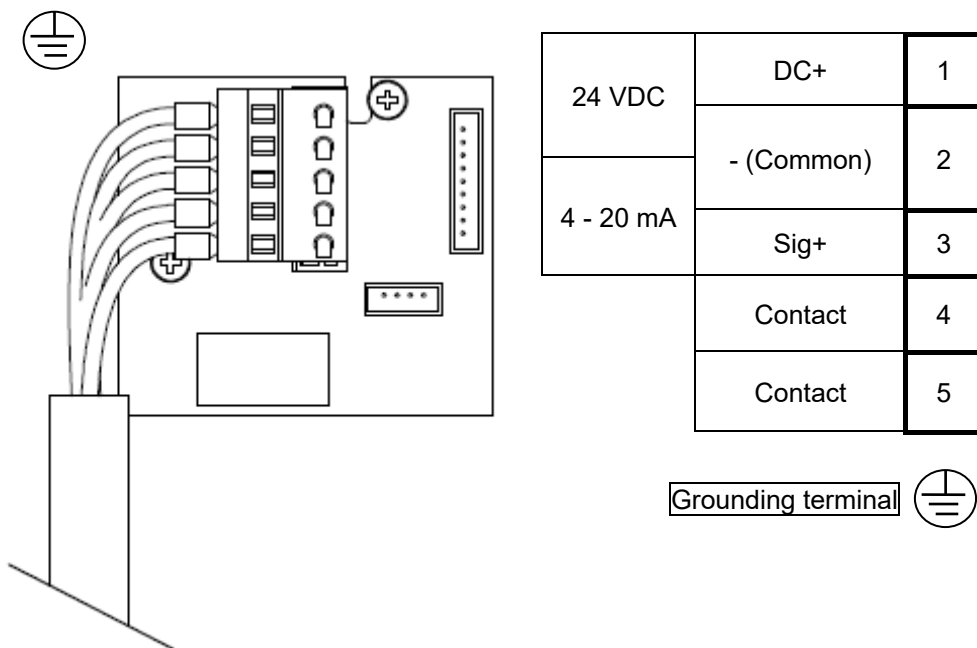 24 VDC
DC+
1
- (Common)
2
4 - 20 mA
Sig+
3
Contact
4
Contact
5
Grounding terminal